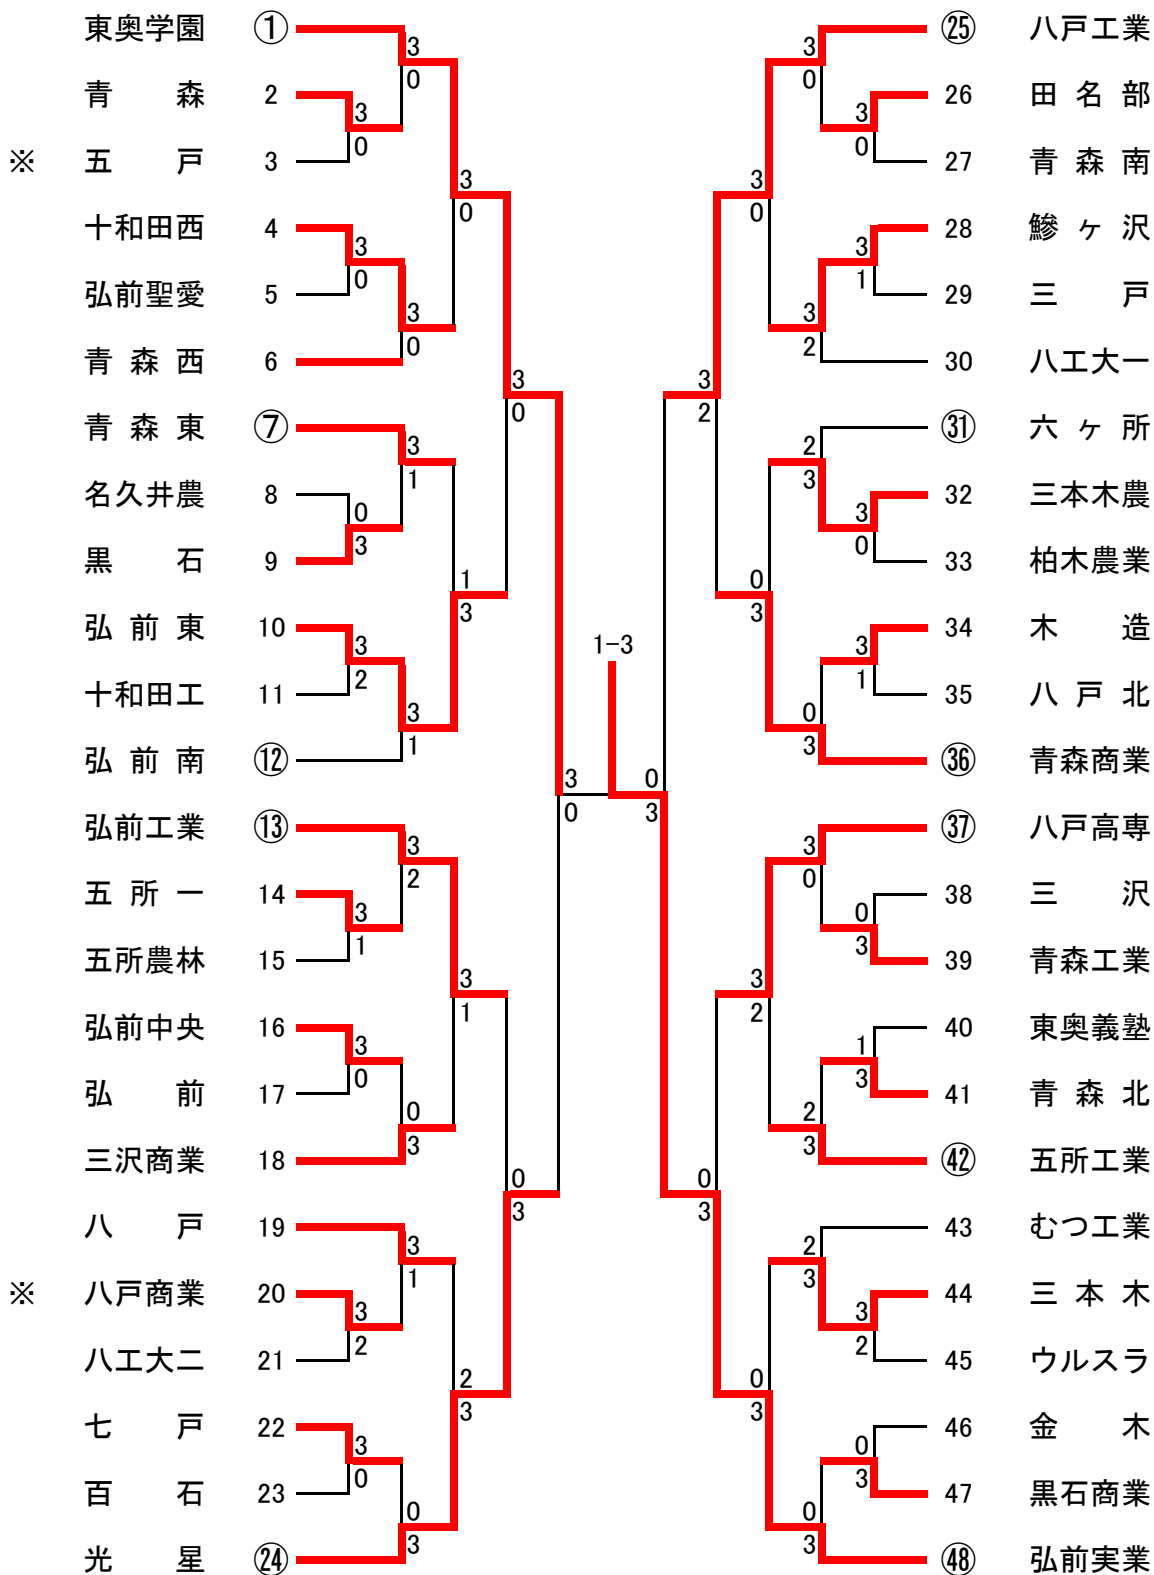 東奥学園 ①
青森 2
※ 五戸 3
十和田西 4
弘前聖愛 5
青森西 6
青森東 ⑦
名久井農 8
黒石 9
弘前東 10
十和田工 11
弘前南 ⑫
弘前工業 ⑬
五所一 14
五所農林 15
弘前中央 16
弘前 17
三沢商業 18
八戸 19
※ 八戸商業 20
八工大二 21
七戸 22
百石 23
光星 ㉔
3
0
3
0
3
0
3
0
3
1
0
3
3
2
3
1
3
2
3
1
3
0
0
3
3
1
3
2
3
0
0
3
3
0
1
3
3
1
2
3
3
0
0
3
3
0
1-3
0
3
3
2
0
3
3
0
0
3
3
2
0
3
3
0
3
0
3
1
3
2
2
3
3
0
3
1
0
3
3
0
0
3
1
3
2
3
2
3
3
2
0
3
0
3
㉕ 八戸工業
26 田名部
27 青森南
28 鰺ヶ沢
29 三戸
30 八工大一
㉛ 六ヶ所
32 三本木農
33 柏木農業
34 木造
35 八戸北
㊱ 青森商業
㊲ 八戸高専
38 三沢
39 青森工業
40 東奥義塾
41 青森北
㊷ 五所工業
43 むつ工業
44 三本木
45 ウルスラ
46 金木
47 黒石商業
㊽ 弘前実業